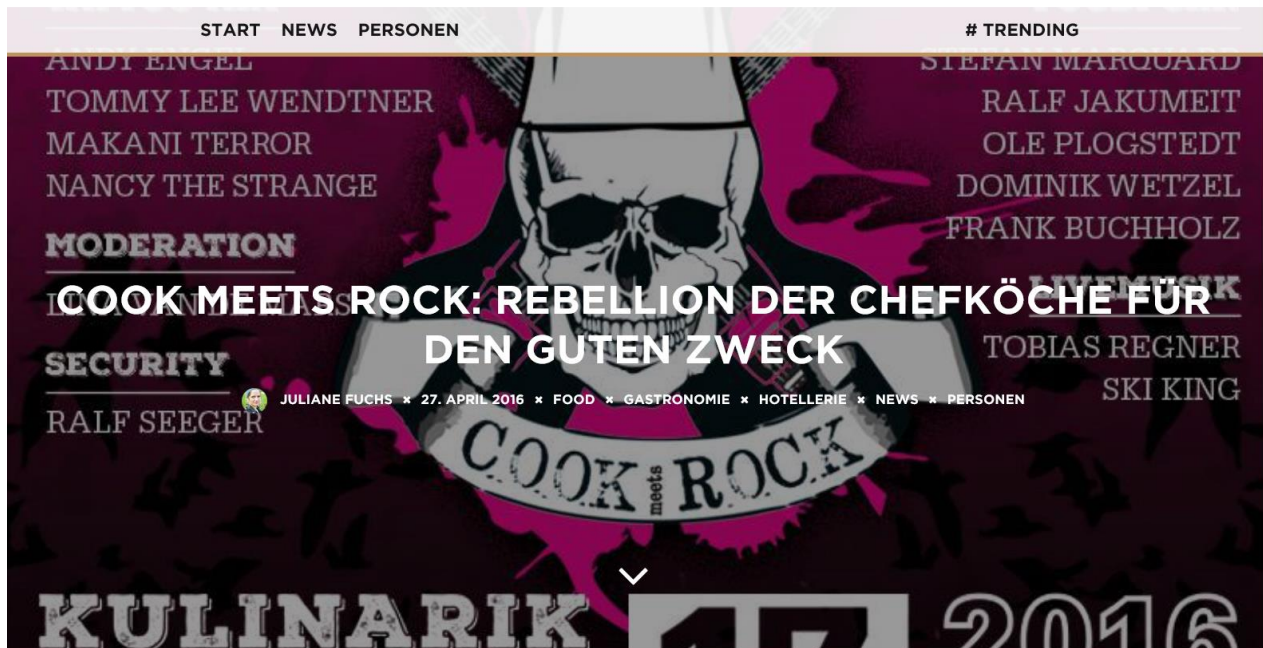 START NEWS PERSONEN # TRENDING
ANDY ENGEL
TOMMY LEE WENDTNER
MAKANI TERROR
NANCY THE STRANGE
MODERATION
SECURITY
RALF SEEGER
STEFAN MARQUARD
RALF JAKUMEIT
OLE PLOGSTEDT
DOMINIK WETZEL
FRANK BUCHHOLZ
LIVEMUSIK
TOBIAS REGNER
SKI KING
COOK MEETS ROCK: REBELLION DER CHEFKÖCHE FÜR
DEN GUTEN ZWECK
JULIANE FUCHS × 27. APRIL 2016 × FOOD × GASTRONOMIE × HOTELLERIE × NEWS × PERSONEN
COOK meets ROCK
KULINARIK 17 2016